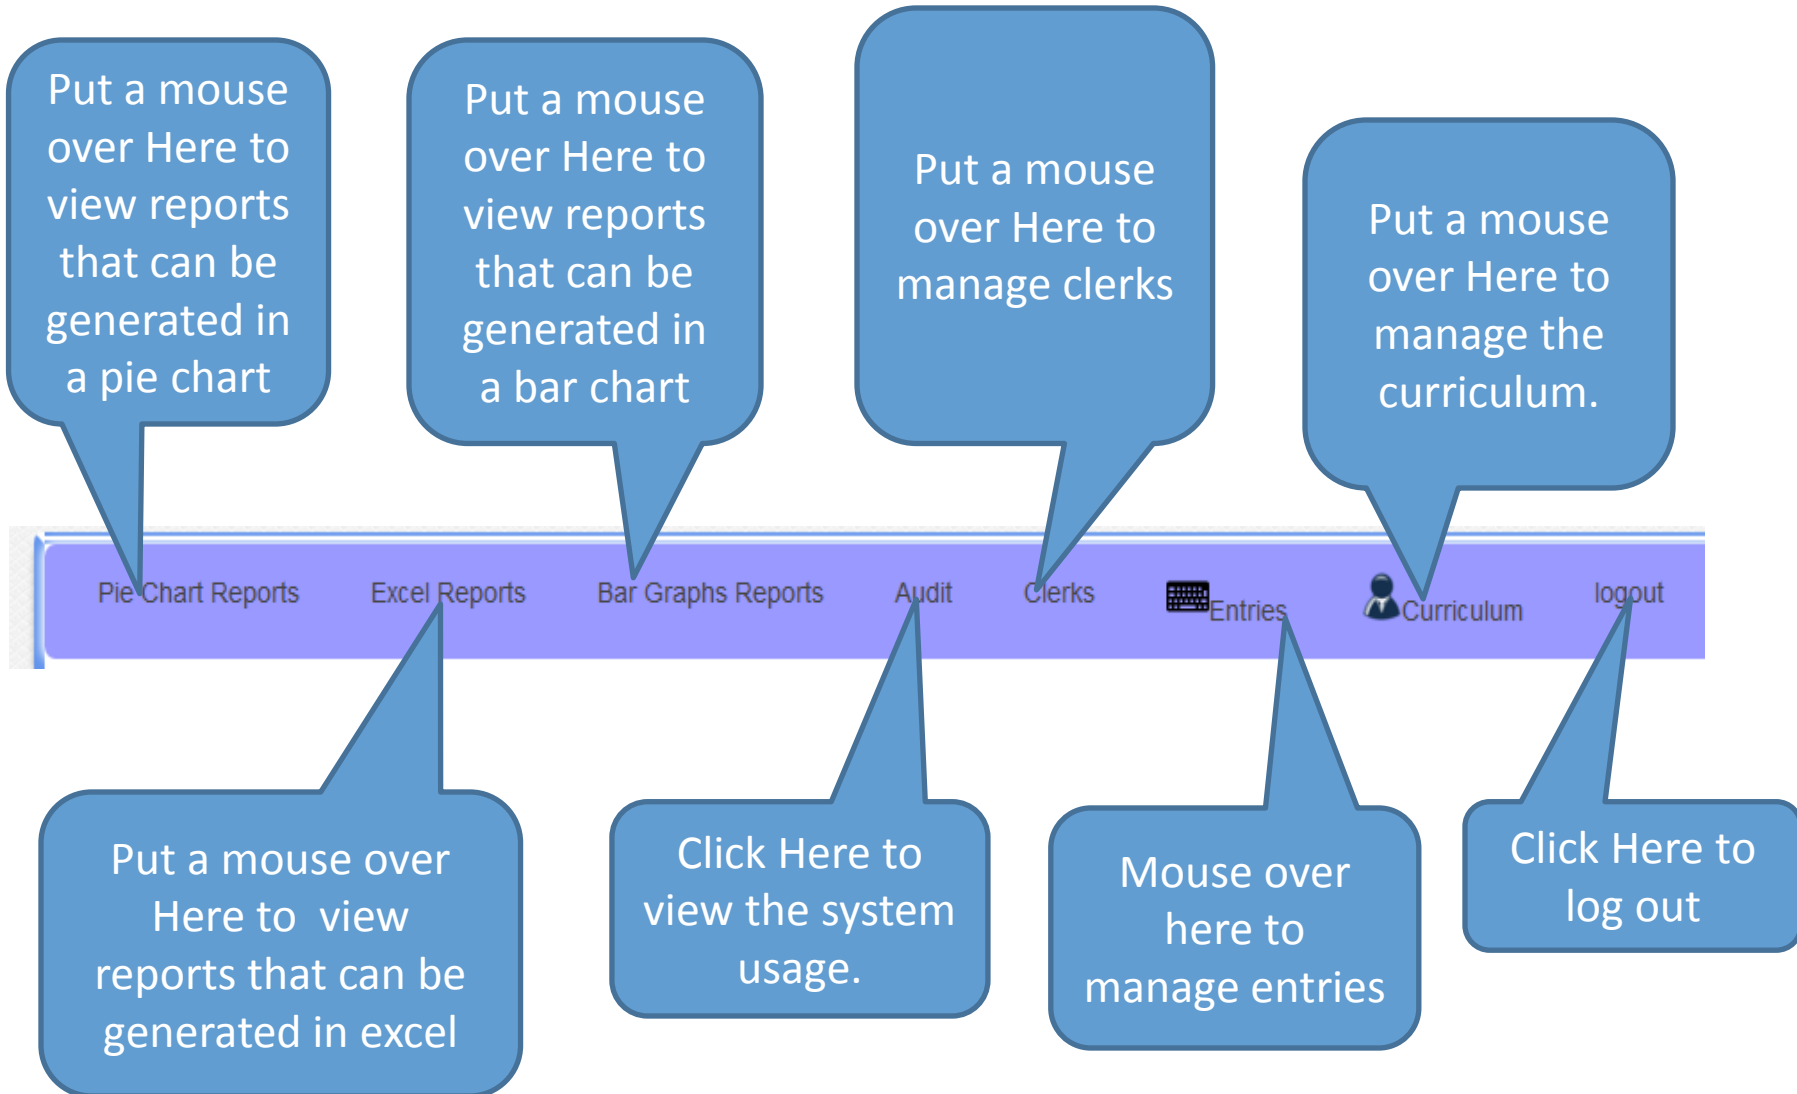 Put a mouse
over Here to
view reports
that can be
generated in
a pie chart
Put a mouse
over Here to
view reports
that can be
generated in
a bar chart
Put a mouse
over Here to
manage clerks
Put a mouse
over Here to
manage the
curriculum.
Pie Chart Reports
Excel Reports
Bar Graphs Reports
Audit
Clerks
Entries
Curriculum
logout
Put a mouse over
Here to  view
reports that can be
generated in excel
Click Here to
view the system
usage.
Mouse over
here to
manage entries
Click Here to
log out